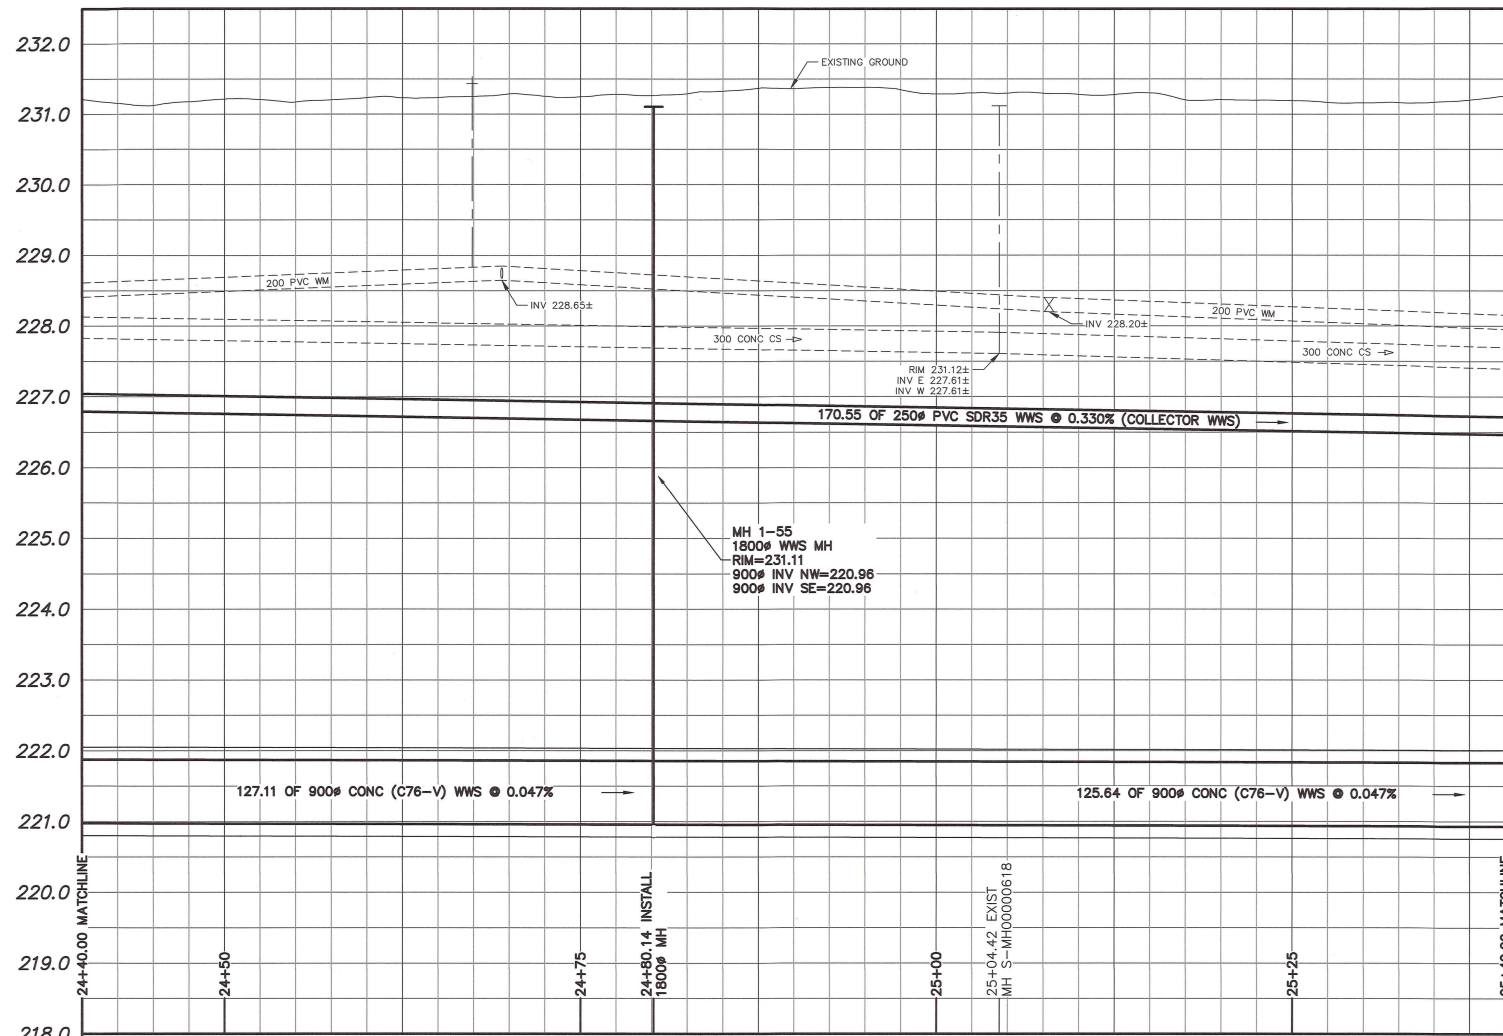 232.0
231.0
230.0
229.0
228.0
227.0
226.0
225.0
224.0
223.0
222.0
221.0
220.0
219.0
218.0
EXISTING GROUND
200 PVC WM
INV 228.65±
200 PVC WM
INV 228.20±
300 CONC CS
300 CONC CS
RIM 231.12±
INV E 227.61±
INV W 227.61±
170.55 OF 250ø PVC SDR35 WWS @ 0.330% (COLLECTOR WWS)
MH 1-55
1800ø WWS MH
RIM=231.11
900ø INV NW=220.96
900ø INV SE=220.96
127.11 OF 900ø CONC (C76-V) WWS @ 0.047%
125.64 OF 900ø CONC (C76-V) WWS @ 0.047%
24+40.00 MATCHLINE
24+50
24+75
24+80.14 INSTALL
1800ø MH
25+00
25+04.42 EXIST
MH S-MH00000618
25+25
MATCHLINE